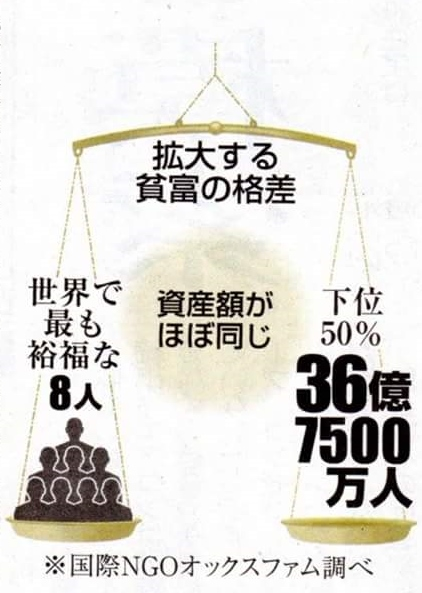 拡大する
貧富の格差
世界で
最も
裕福な
8人
資産額が
ほぼ同じ
下位
50%
36億
7500
万人
※国際NGOオックスファム調べ